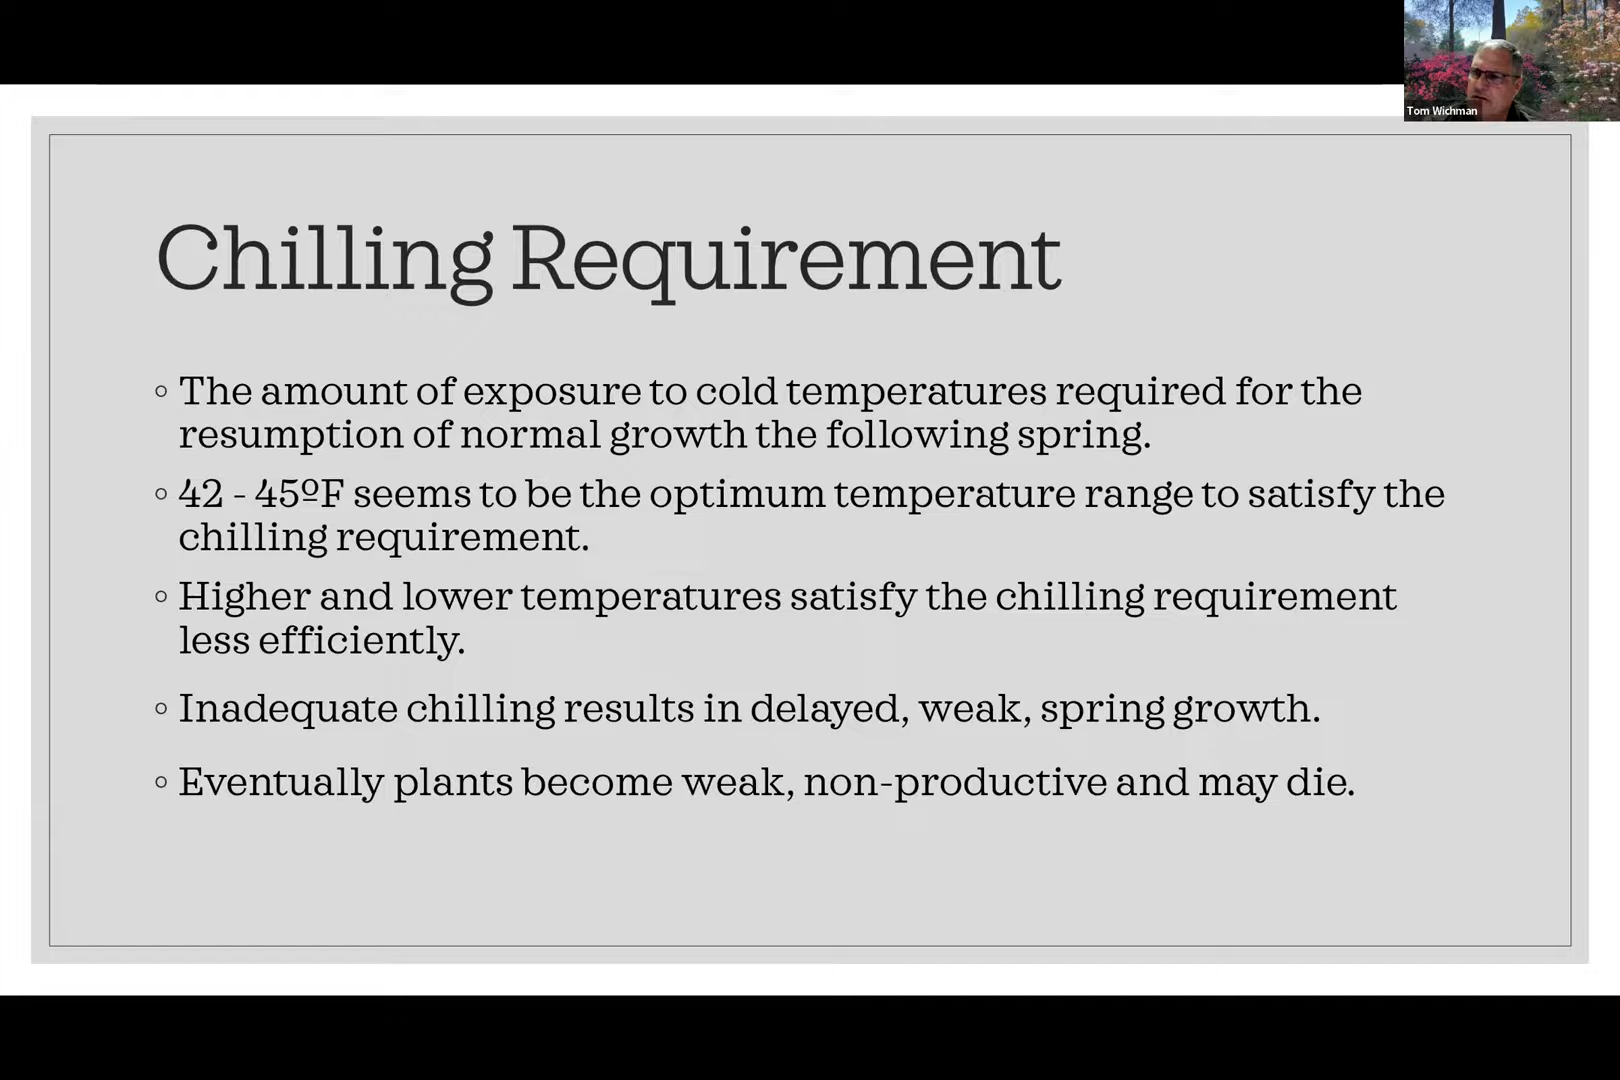 Tom Wichman
Chilling Requirement
◦ The amount of exposure to cold temperatures required for the
resumption of normal growth the following spring.
◦ 42 - 45ºF seems to be the optimum temperature range to satisfy the
chilling requirement.
◦ Higher and lower temperatures satisfy the chilling requirement
less efficiently.
◦ Inadequate chilling results in delayed, weak, spring growth.
◦ Eventually plants become weak, non-productive and may die.